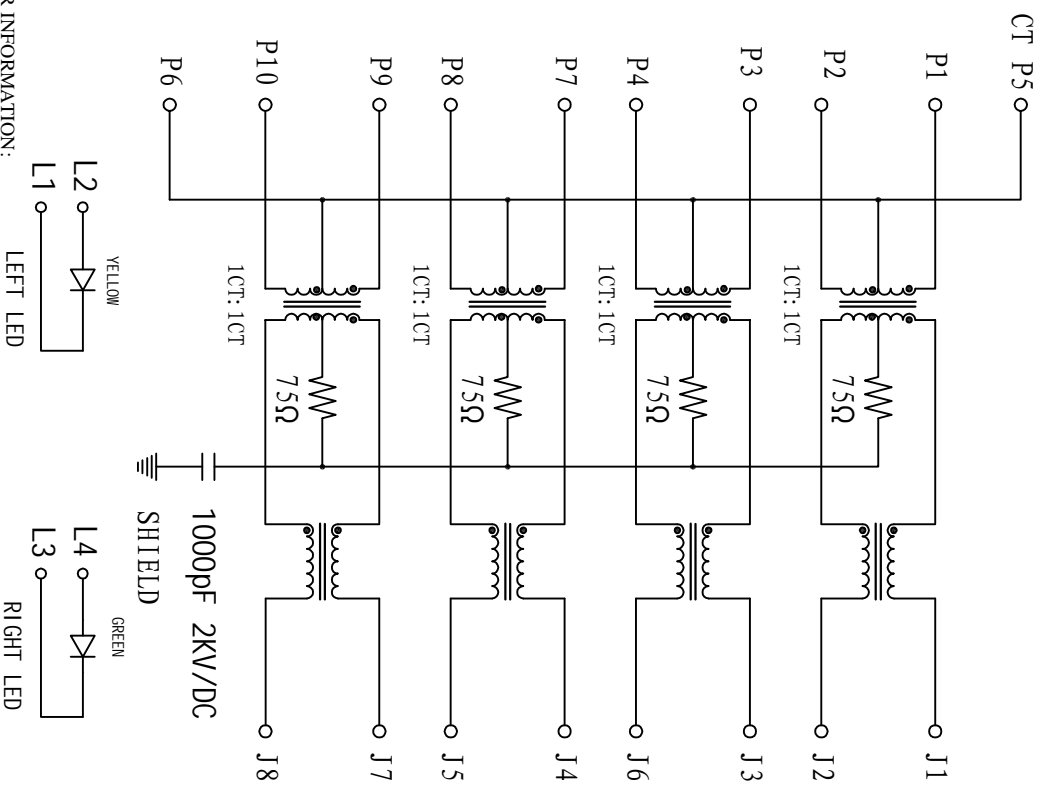 CT P5
P1
P2
P3
P4
P7
P8
P9
P10
P6
1CT:1CT
1CT:1CT
1CT:1CT
1CT:1CT
75Ω
75Ω
75Ω
75Ω
J1
J2
J3
J6
J4
J5
J7
J8
1000pF 2KV/DC
SHIELD
L2
L1
YELLOW
LEFT LED
L4
L3
GREEN
RIGHT LED
R INFORMATION: